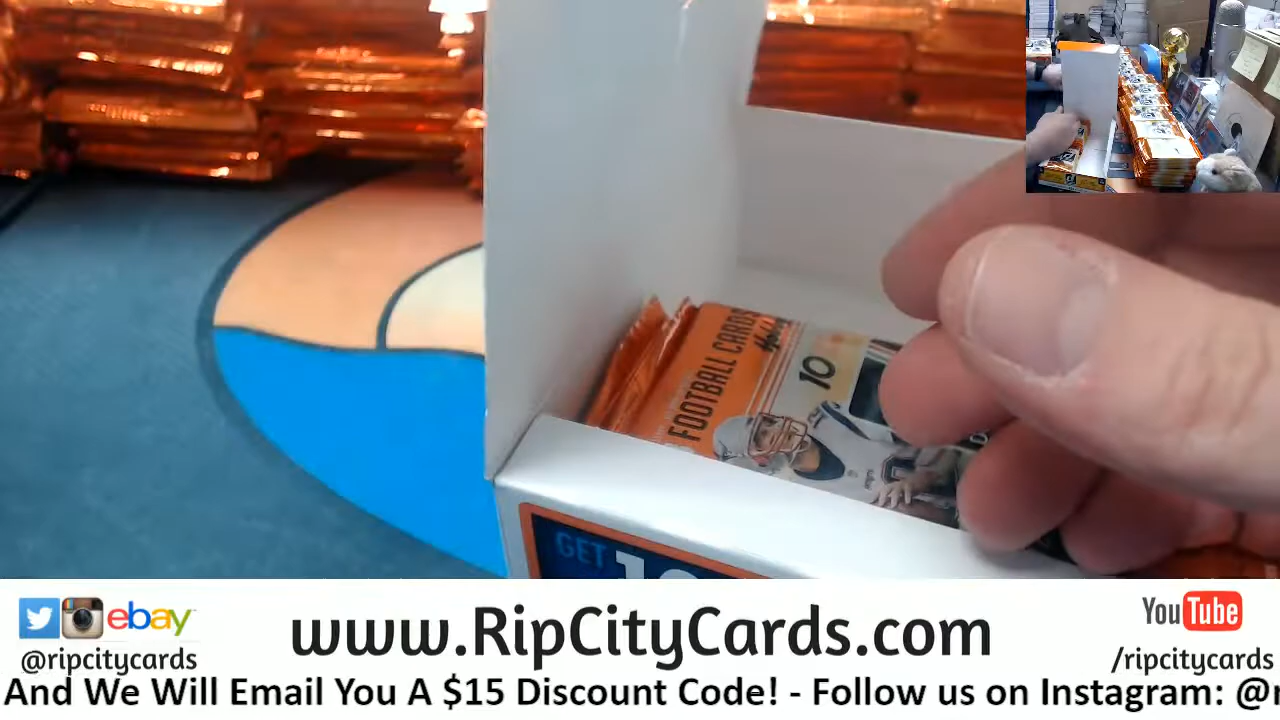 FOOTBALL CARDS
10
GET
www.RipCityCards.com
ebay
@ripcitycards
YouTube
/ripcitycards
And We Will Email You A $15 Discount Code! - Follow us on Instagram: